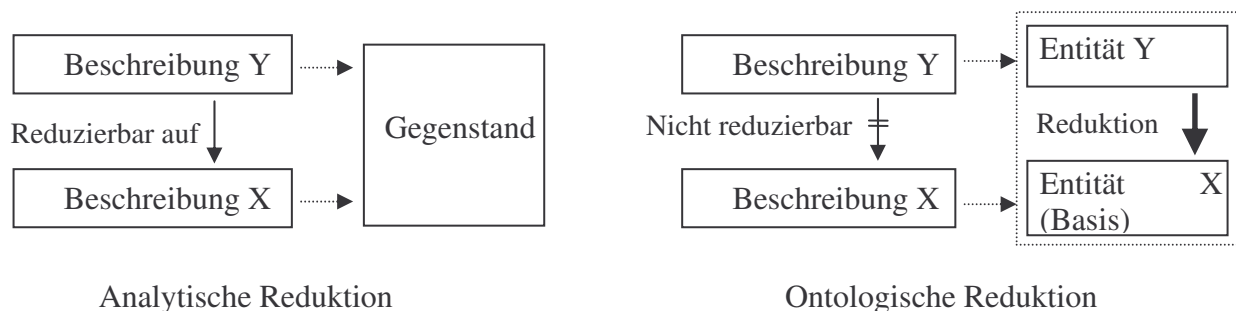 Beschreibung Y
Reduzierbar auf
Beschreibung X
Gegenstand
Analytische Reduktion
Beschreibung Y
Nicht reduzierbar
Beschreibung X
Entität Y
Reduktion
Entität X
(Basis)
Ontologische Reduktion